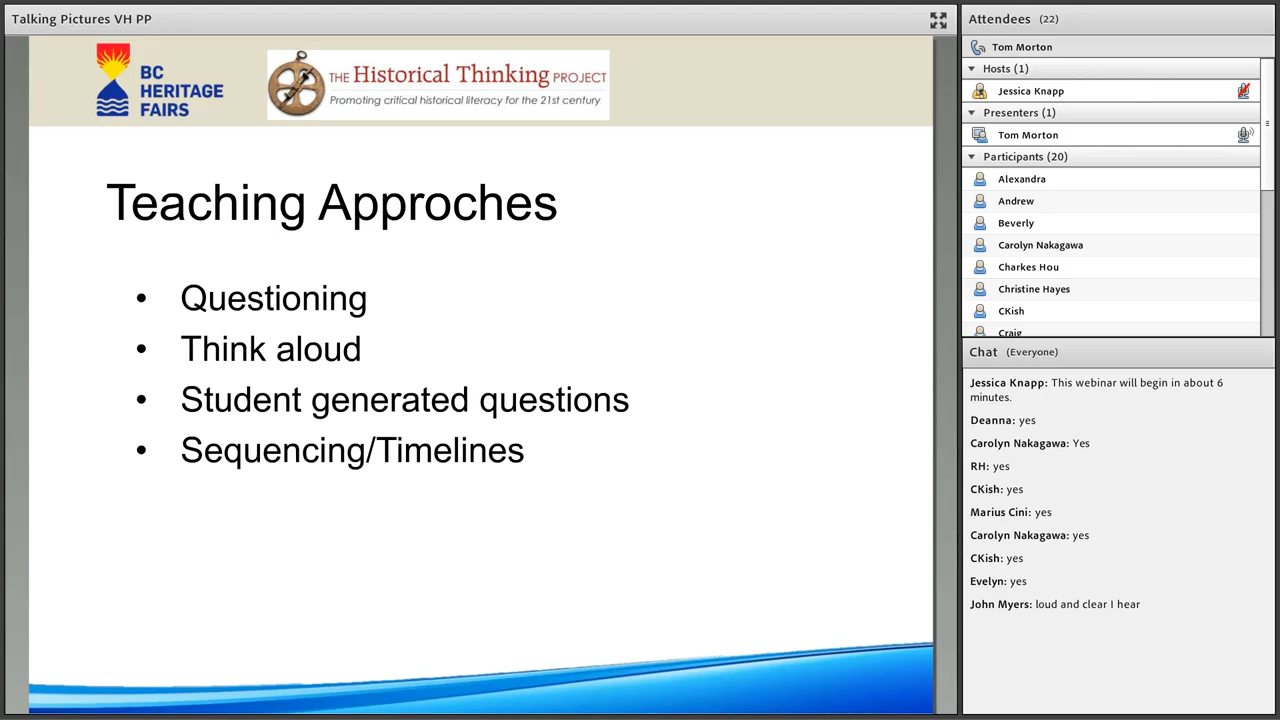 Talking Pictures VH PP
BC
HERITAGE
FAIRS
THE Historical Thinking PROJECT
Promoting critical historical literacy for the 21st century
Teaching Approches
• Questioning
• Think aloud
• Student generated questions
• Sequencing/Timelines
Attendees (22)
Tom Morton
Hosts (1)
Jessica Knapp
Presenters (1)
Tom Morton
Participants (20)
Alexandra
Andrew
Beverly
Carolyn Nakagawa
Charkes Hou
Christine Hayes
CKish
Craig
Chat (Everyone)
Jessica Knapp: This webinar will begin in about 6
minutes.
Deanna: yes
Carolyn Nakagawa: Yes
RH: yes
CKish: yes
Marius Cini: yes
Carolyn Nakagawa: yes
CKish: yes
Evelyn: yes
John Myers: loud and clear I hear